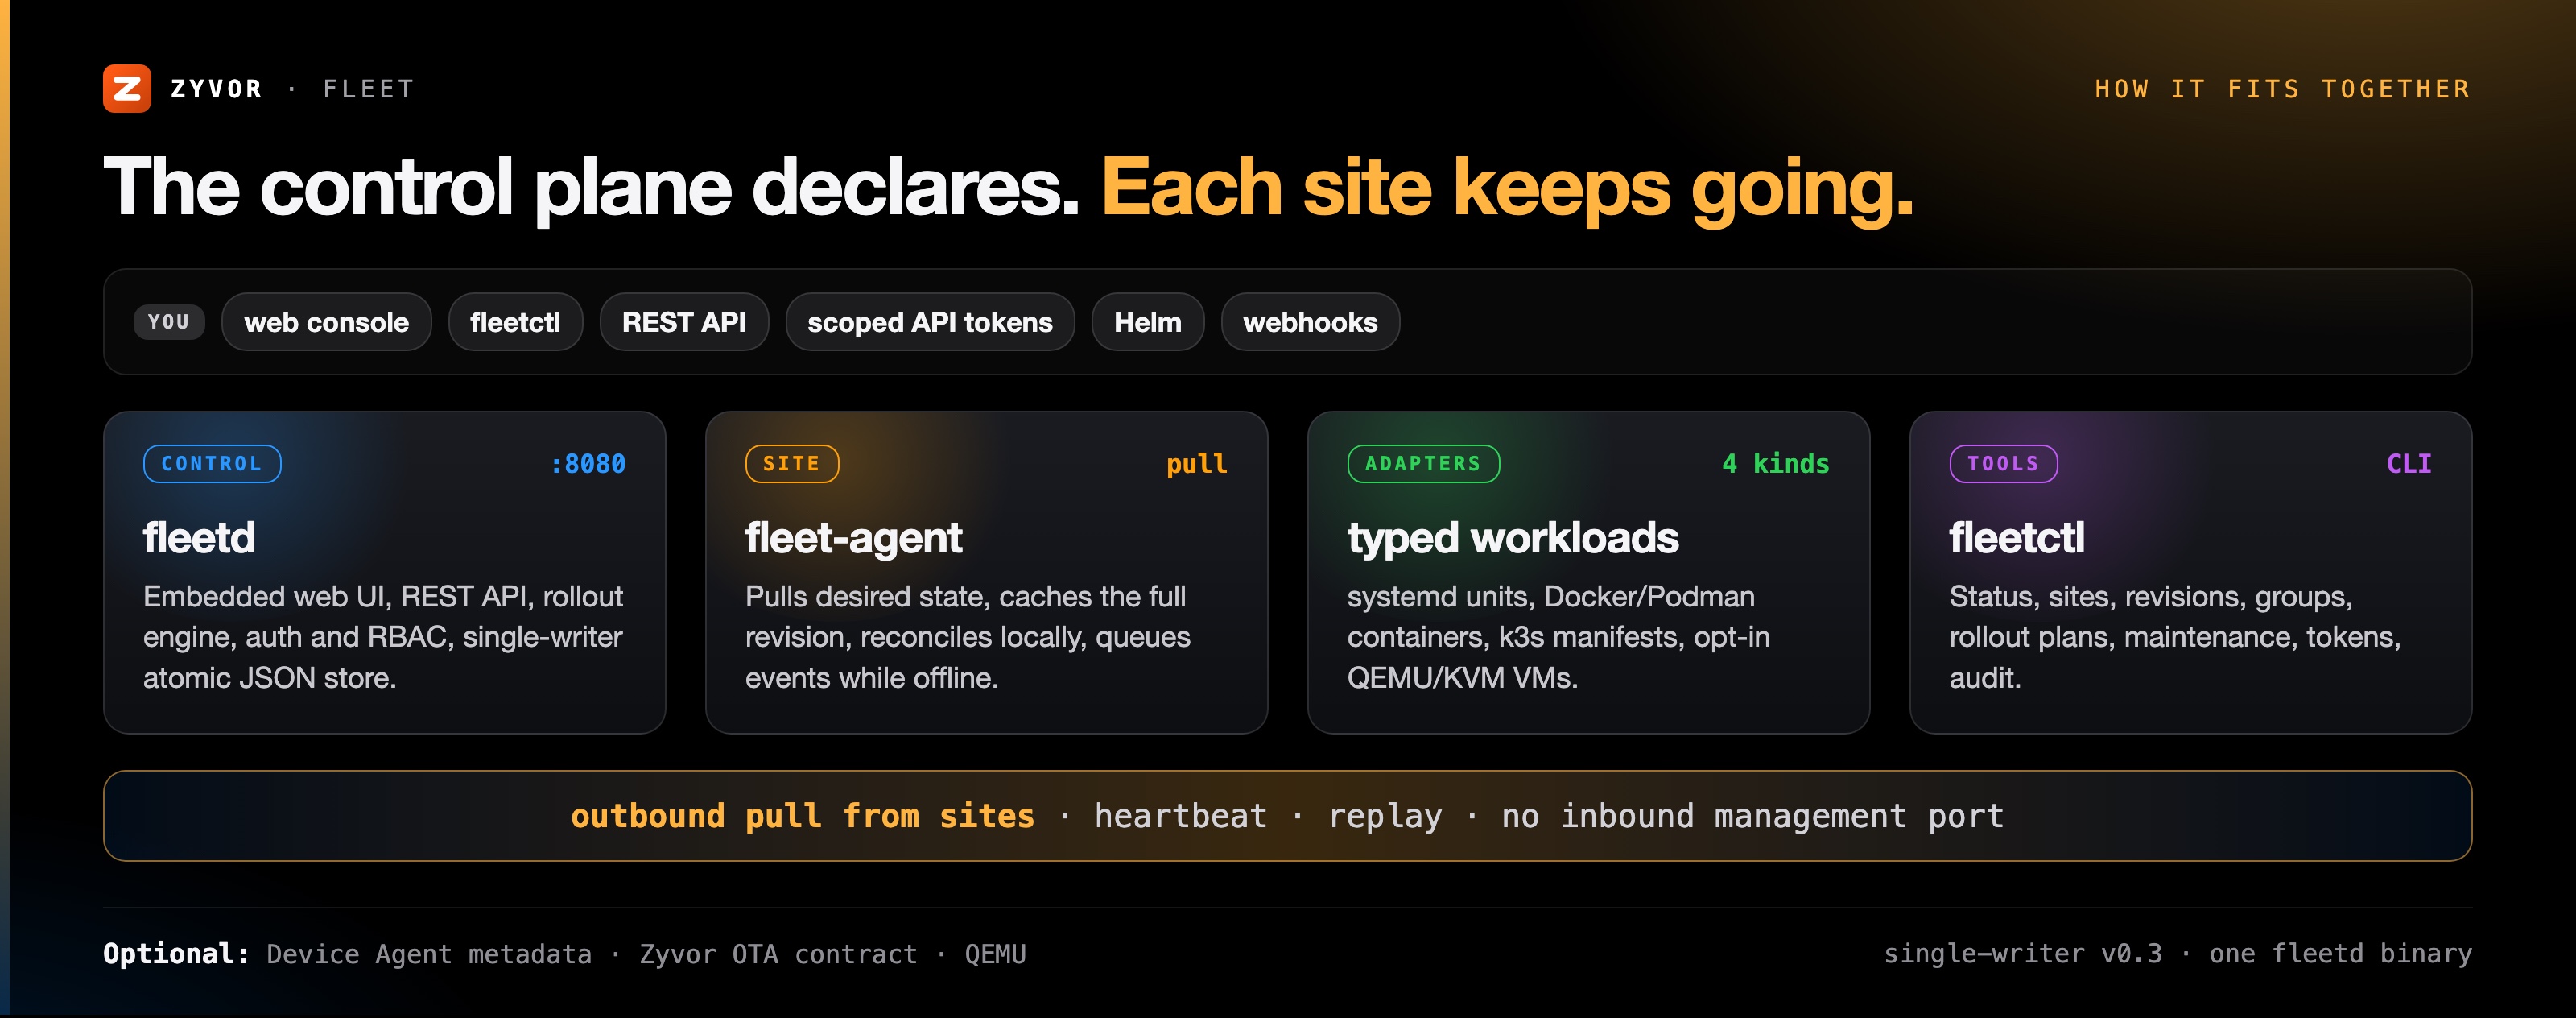 Z ZYVOR · FLEET
HOW IT FITS TOGETHER
The control plane declares. Each site keeps going.
YOU web console fleetctl REST API scoped API tokens Helm webhooks
CONTROL :8080
fleetd
Embedded web UI, REST API, rollout
engine, auth and RBAC, single-writer
atomic JSON store.
SITE pull
fleet-agent
Pulls desired state, caches the full
revision, reconciles locally, queues
events while offline.
ADAPTERS 4 kinds
typed workloads
systemd units, Docker/Podman
containers, k3s manifests, opt-in
QEMU/KVM VMs.
TOOLS CLI
fleetctl
Status, sites, revisions, groups,
rollout plans, maintenance, tokens,
audit.
outbound pull from sites · heartbeat · replay · no inbound management port
Optional: Device Agent metadata · Zyvor OTA contract · QEMU
single-writer v0.3 · one fleetd binary